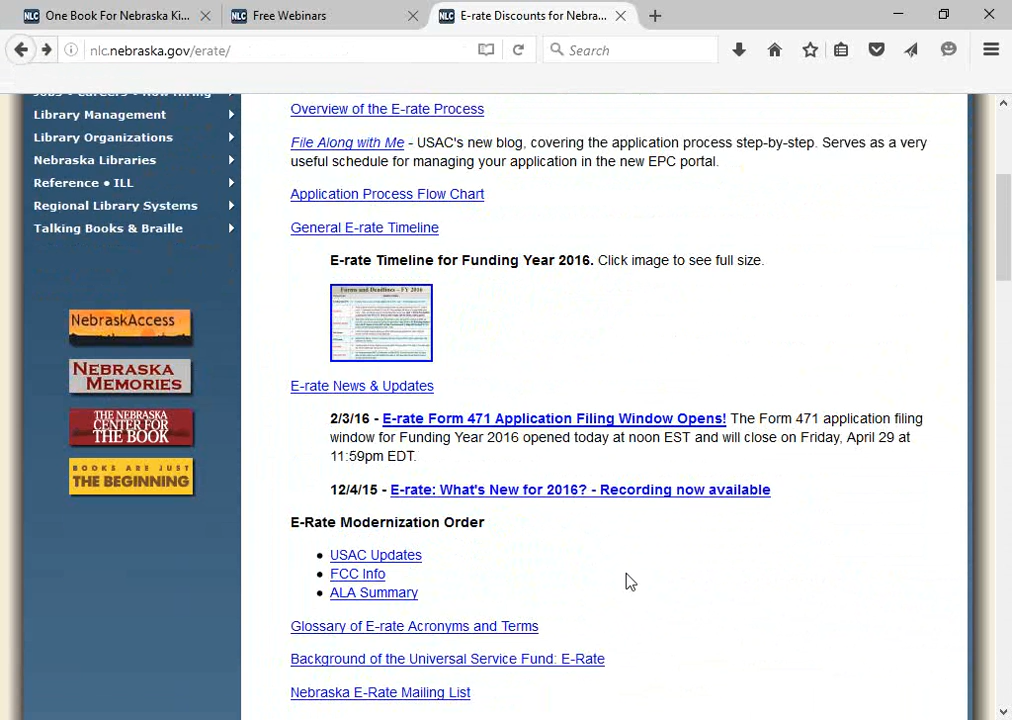 One Book For Nebraska Ki...
Free Webinars
E-rate Discounts for Nebra...
nlc.nebraska.gov/erate/
Search
Jobs - Careers - Now Hiring
Library Management
Library Organizations
Nebraska Libraries
Reference • ILL
Regional Library Systems
Talking Books & Braille
NebraskAccess
NEBRASKA
MEMORIES
THE NEBRASKA
CENTER FOR
THE BOOK
BOOKS ARE JUST
THE BEGINNING
Overview of the E-rate Process
File Along with Me - USAC's new blog, covering the application process step-by-step. Serves as a very
useful schedule for managing your application in the new EPC portal.
Application Process Flow Chart
General E-rate Timeline
E-rate Timeline for Funding Year 2016. Click image to see full size.
Forms and Deadlines - FY 2016
E-rate News & Updates
2/3/16 - E-rate Form 471 Application Filing Window Opens! The Form 471 application filing
window for Funding Year 2016 opened today at noon EST and will close on Friday, April 29 at
11:59pm EDT.
12/4/15 - E-rate: What's New for 2016? - Recording now available
E-Rate Modernization Order
• USAC Updates
• FCC Info
• ALA Summary
Glossary of E-rate Acronyms and Terms
Background of the Universal Service Fund: E-Rate
Nebraska E-Rate Mailing List